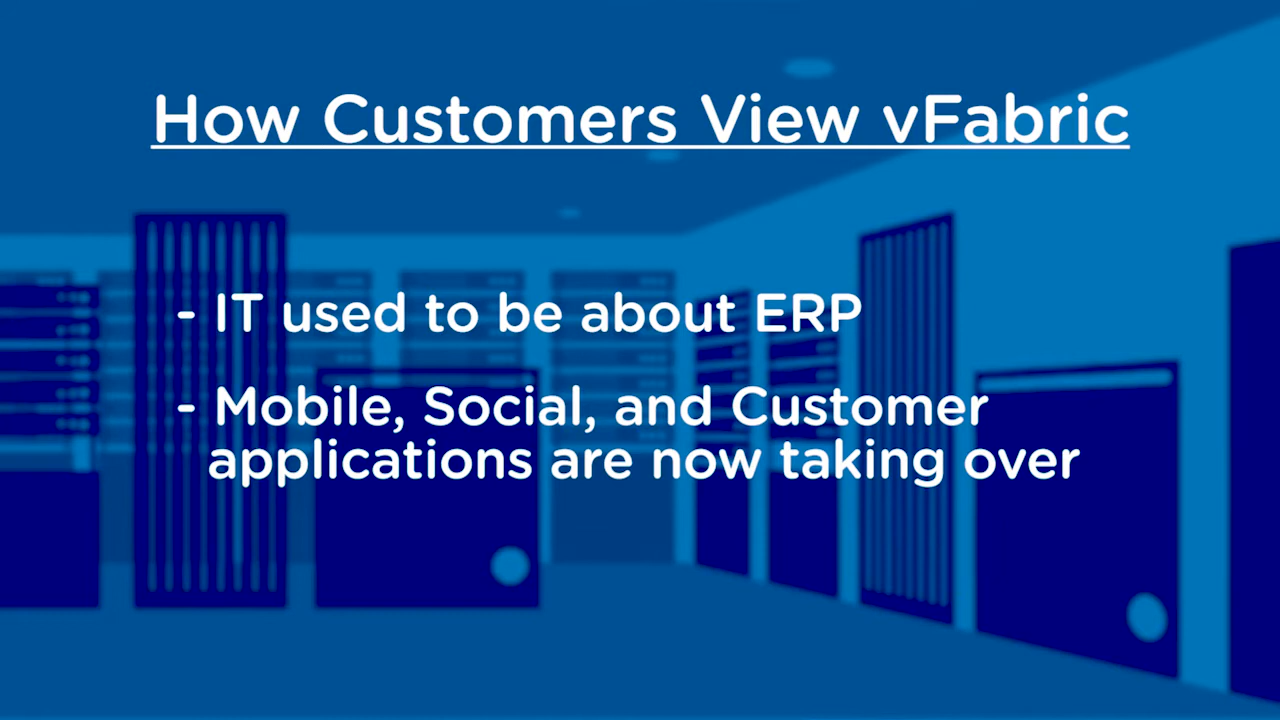 How Customers View vFabric
- IT used to be about ERP
- Mobile, Social, and Customer
applications are now taking over